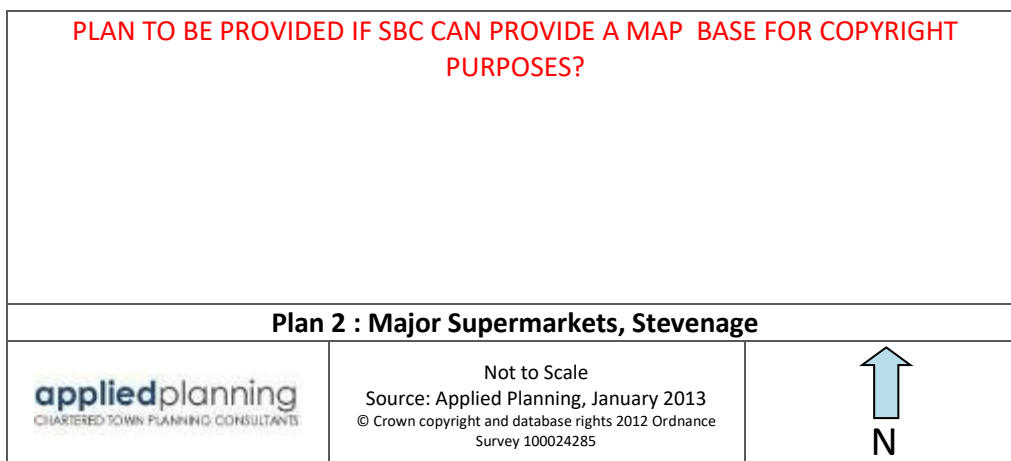 PLAN TO BE PROVIDED IF SBC CAN PROVIDE A MAP BASE FOR COPYRIGHT
PURPOSES?
Plan 2 : Major Supermarkets, Stevenage
appliedplanning
CHARTERED TOWN PLANNING CONSULTANTS
Not to Scale
Source: Applied Planning, January 2013
© Crown copyright and database rights 2012 Ordnance
Survey 100024285
N